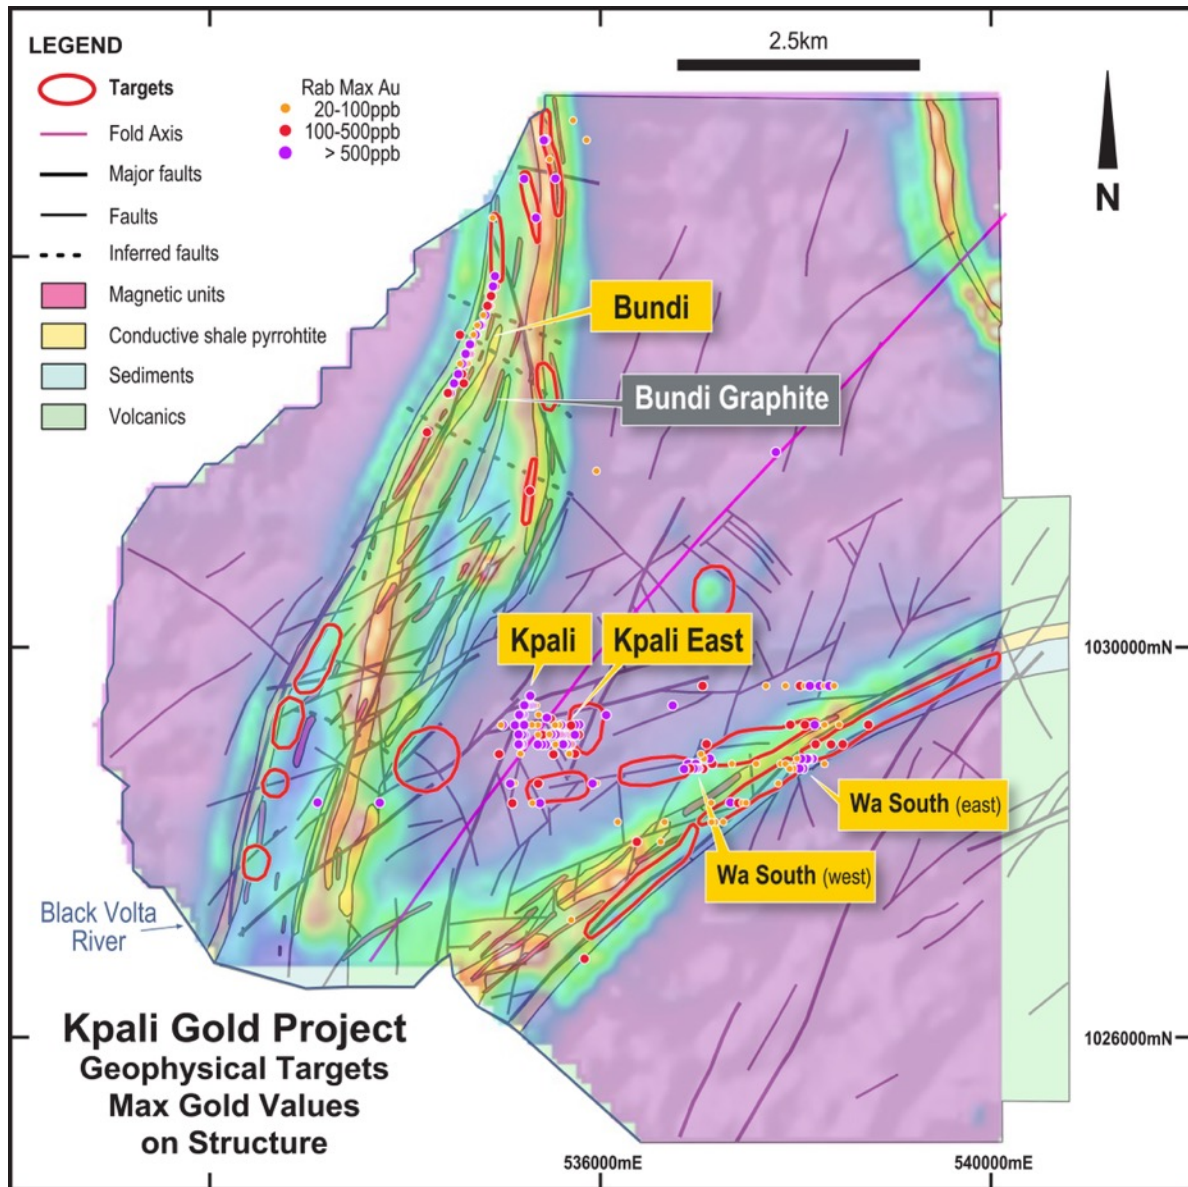 LEGEND
Targets
Fold Axis
Major faults
Faults
Inferred faults
Magnetic units
Conductive shale pyrrohtite
Sediments
Volcanics
Rab Max Au
20-100ppb
100-500ppb
> 500ppb
2.5km
N
Bundi
Bundi Graphite
Kpali
Kpali East
1030000mN
Wa South (east)
Wa South (west)
Black Volta
River
Kpali Gold Project
Geophysical Targets
Max Gold Values
on Structure
1026000mN
536000mE
540000mE